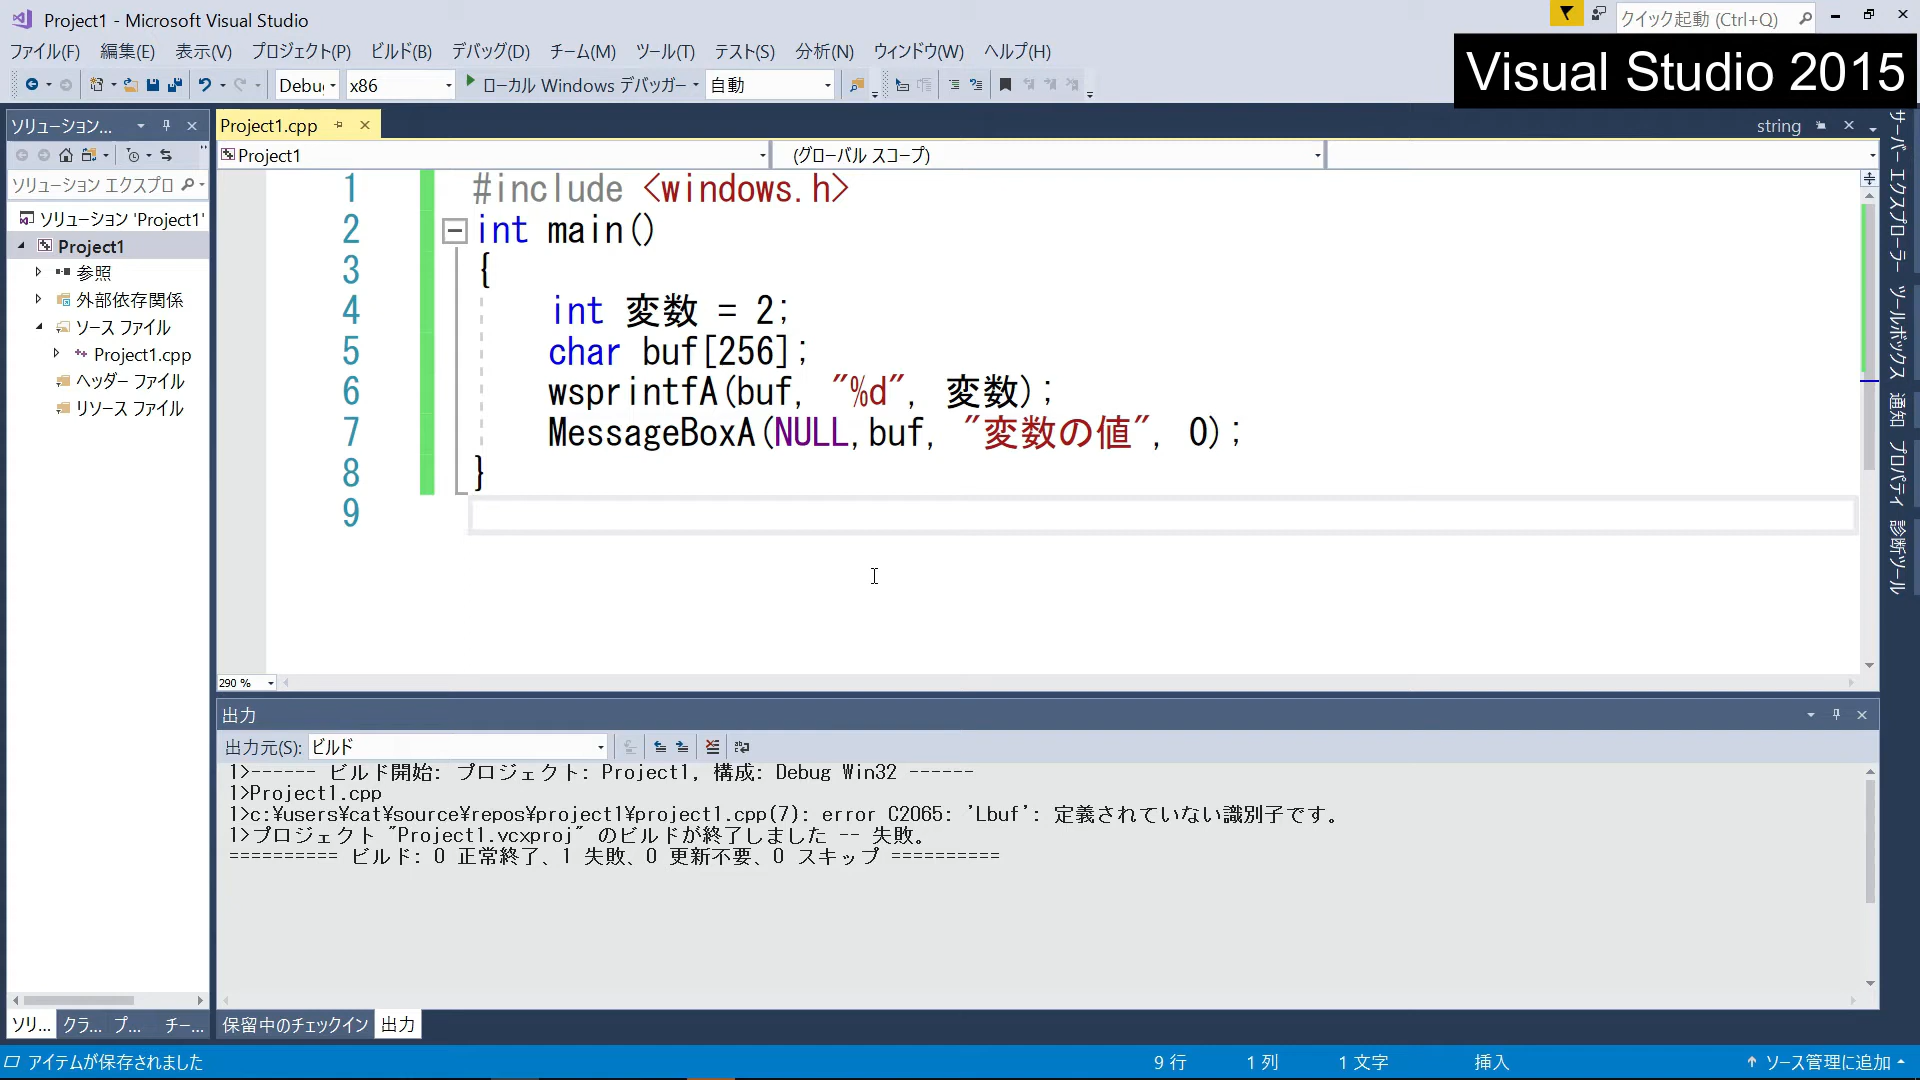 Project1 - Microsoft Visual Studio
クイック起動 (Ctrl+Q)
ファイル(F) 編集(E) 表示(V) プロジェクト(P) ビルド(B) デバッグ(D) チーム(M) ツール(T) テスト(S) 分析(N) ウィンドウ(W) ヘルプ(H)
Visual Studio 2015
Debu x86 ローカル Windows デバッガー 自動
ソリューション...
Project1.cpp
string
Project1
(グローバル スコープ)
ソリューション エクスプロ
ソリューション 'Project1'
Project1
参照
外部依存関係
ソース ファイル
Project1.cpp
ヘッダー ファイル
リソース ファイル
1 #include <windows.h>
2 int main()
3 {
4 int 変数 = 2;
5 char buf[256];
6 wsprintfA(buf, "%d", 変数);
7 MessageBoxA(NULL,buf, "変数の値", 0);
8 }
9
サーバー エクスプローラー
ツールボックス
通知
プロパティ
診断ツール
290 %
出力
出力元(S): ビルド
1>------ ビルド開始: プロジェクト: Project1, 構成: Debug Win32 ------
1>Project1.cpp
1>c:¥users¥cat¥source¥repos¥project1¥project1.cpp(7): error C2065: 'Lbuf': 定義されていない識別子です。
1>プロジェクト "Project1.vcxproj" のビルドが終了しました -- 失敗。
========== ビルド: 0 正常終了、1 失敗、0 更新不要、0 スキップ ==========
ソリ... クラ... プ... チー...
保留中のチェックイン 出力
アイテムが保存されました
9 行 1 列 1 文字 挿入
ソース管理に追加